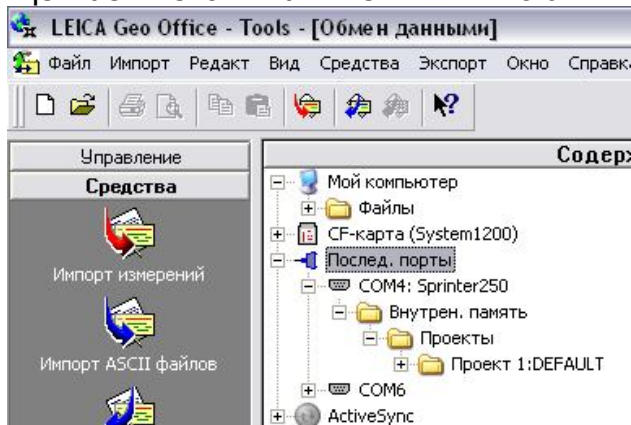 LEICA Geo Office - Tools - [Обмен данными]
Файл Импорт Редакт Вид Средства Экспорт Окно Справка
Управление
Средства
Импорт измерений
Импорт ASCII файлов
Мой компьютер
Файлы
CF-карта (System1200)
Послед. порты
COM4: Sprinter250
Внутрен. память
Проекты
Проект 1:DEFAULT
COM6
ActiveSync